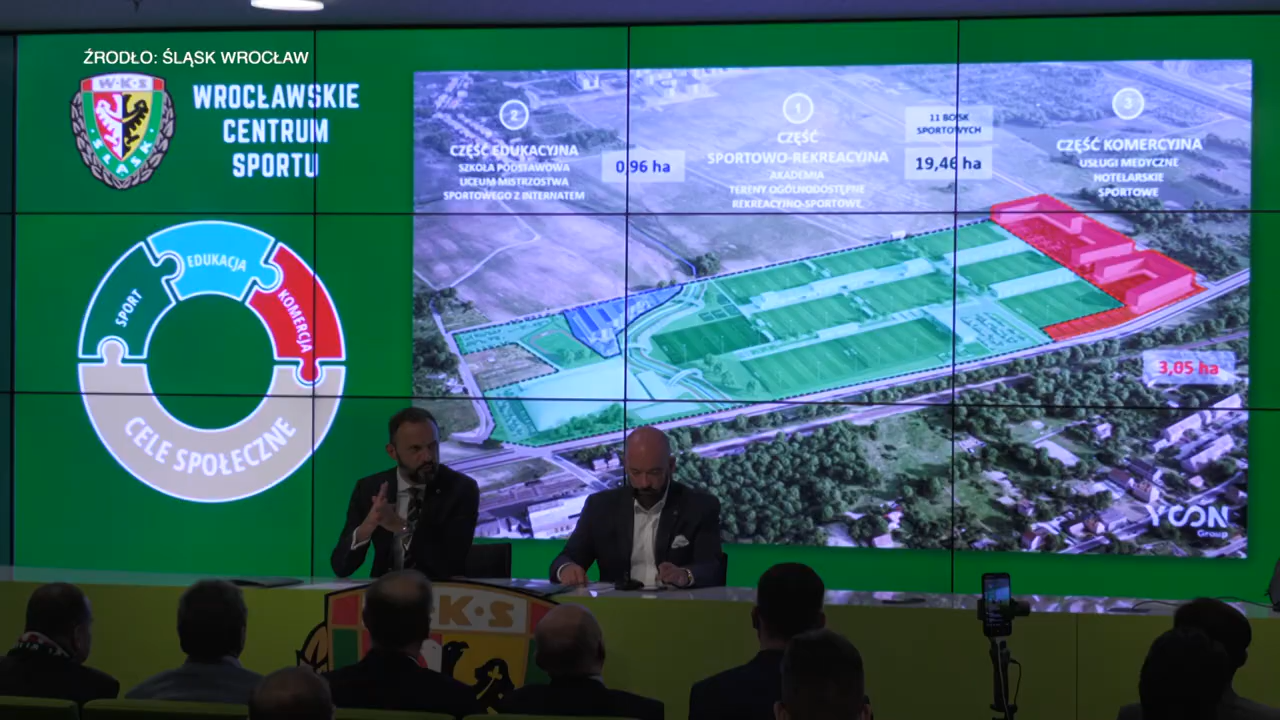 ŹRODŁO: ŚLĄSK WROCŁAW
W·K·S
ŚLĄSK
WROCŁAWSKIE
CENTRUM
SPORTU
SPORT
EDUKACJA
KOMERCJA
CELE SPOŁECZNE
2
CZĘŚĆ EDUKACYJNA
SZKOŁA PODSTAWOWA
LICEUM MISTRZOSTWA
SPORTOWEGO Z INTERNATEM
0,96 ha
1
CZĘŚĆ
SPORTOWO-REKREACYJNA
AKADEMIA
TERENY OGÓLNODOSTĘPNE
REKREACYJNO-SPORTOWE
11 BOISK
SPORTOWYCH
19,46 ha
3
CZĘŚĆ KOMERCYJNA
USŁUGI MEDYCZNE
HOTELARSKIE
SPORTOWE
3,05 ha
Group
K·S